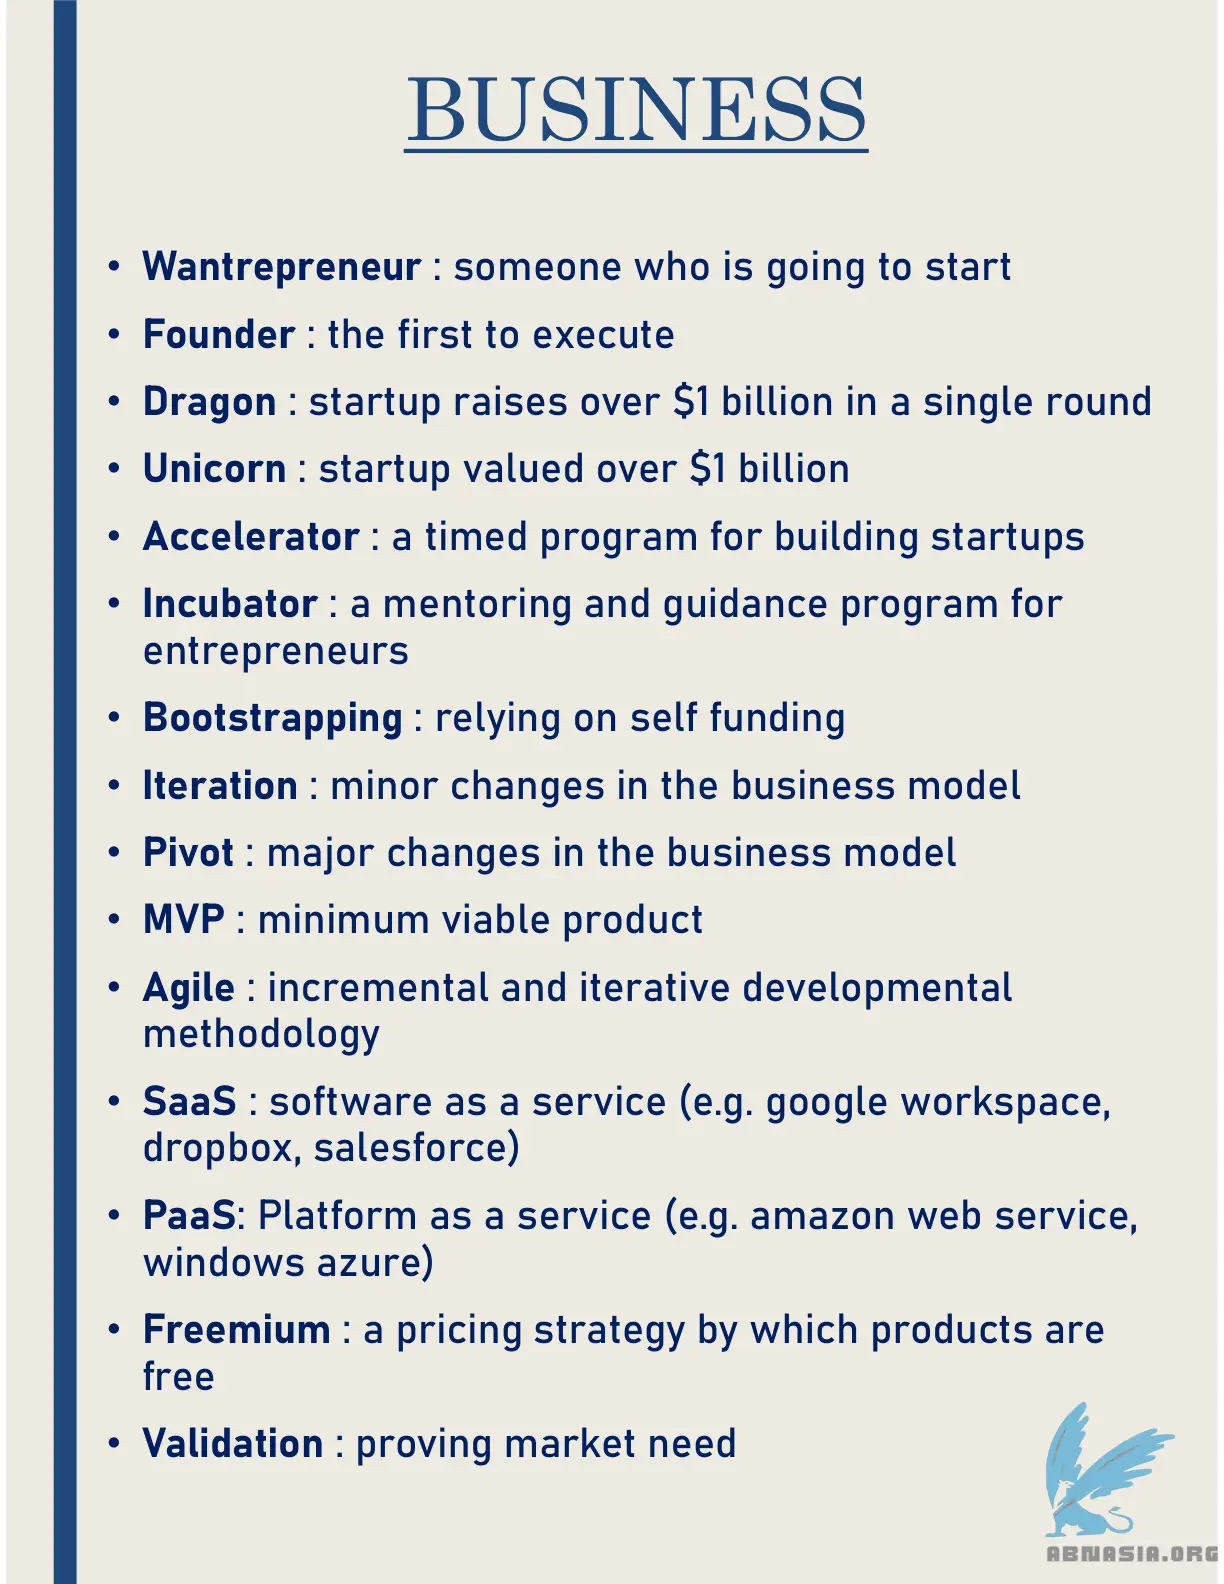 BUSINESS
• Wantrepreneur : someone who is going to start
• Founder : the first to execute
• Dragon : startup raises over $1 billion in a single round
• Unicorn : startup valued over $1 billion
• Accelerator : a timed program for building startups
• Incubator : a mentoring and guidance program for
entrepreneurs
• Bootstrapping : relying on self funding
• Iteration : minor changes in the business model
• Pivot : major changes in the business model
• MVP : minimum viable product
• Agile : incremental and iterative developmental
methodology
• SaaS : software as a service (e.g. google workspace,
dropbox, salesforce)
• PaaS: Platform as a service (e.g. amazon web service,
windows azure)
• Freemium : a pricing strategy by which products are
free
• Validation : proving market need
ABNASIA.ORG